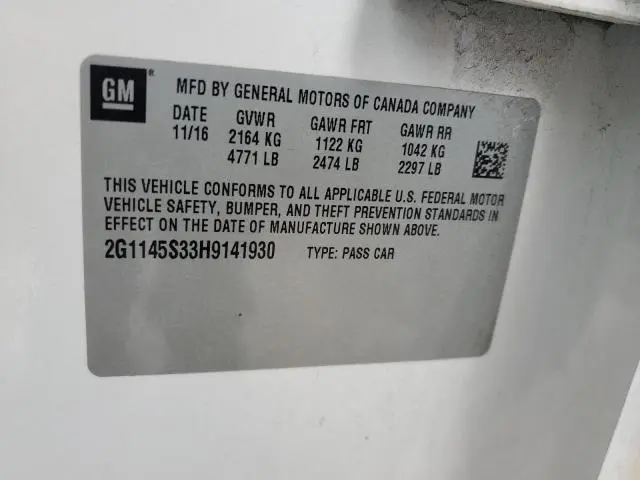 GM®
MFD BY GENERAL MOTORS OF CANADA COMPANY
DATE GVWR GAWR FRT GAWR RR
11/16 2164 KG 1122 KG 1042 KG
4771 LB 2474 LB 2297 LB
THIS VEHICLE CONFORMS TO ALL APPLICABLE U.S. FEDERAL MOTOR
VEHICLE SAFETY, BUMPER, AND THEFT PREVENTION STANDARDS IN
EFFECT ON THE DATE OF MANUFACTURE SHOWN ABOVE.
2G1145S33H9141930 TYPE: PASS CAR